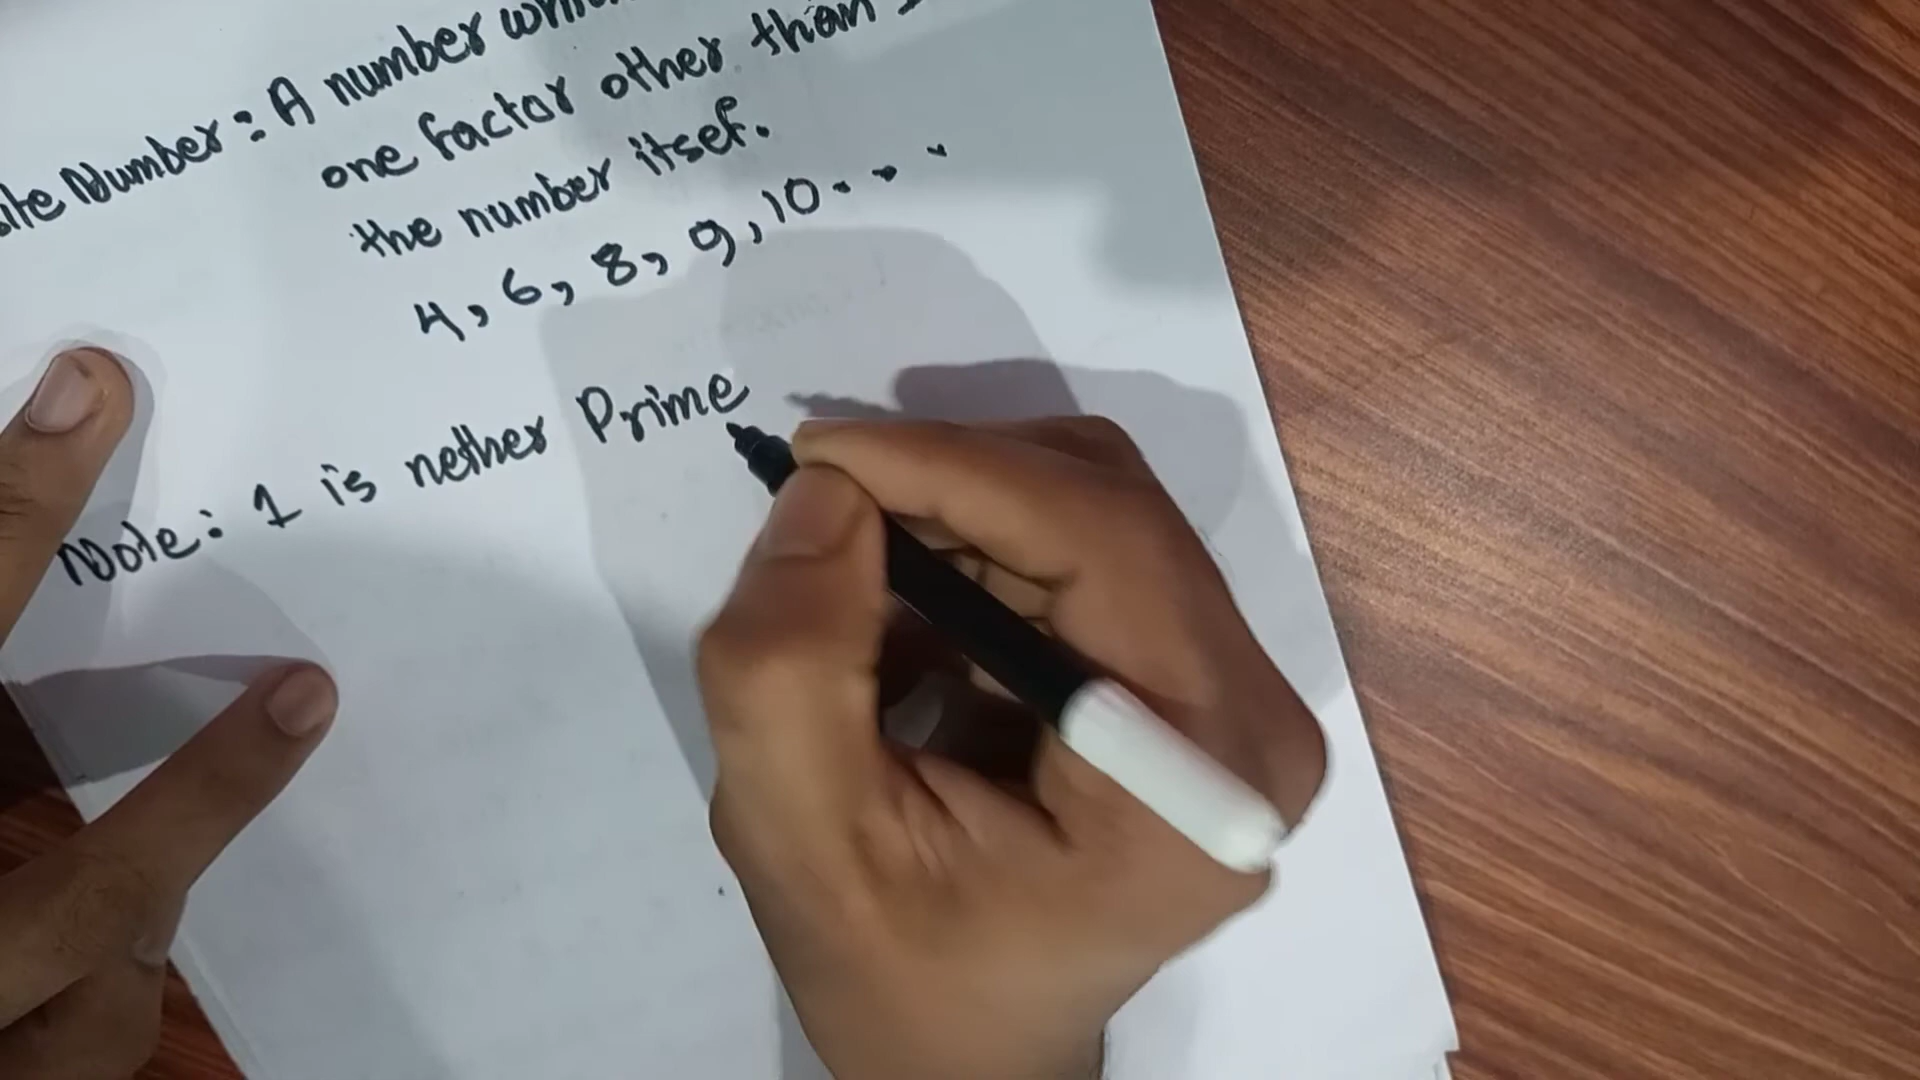 Number: A number
one factor other than
the number itsef.
4, 6, 8, 9, 10...
Note: 1 is nether Prime